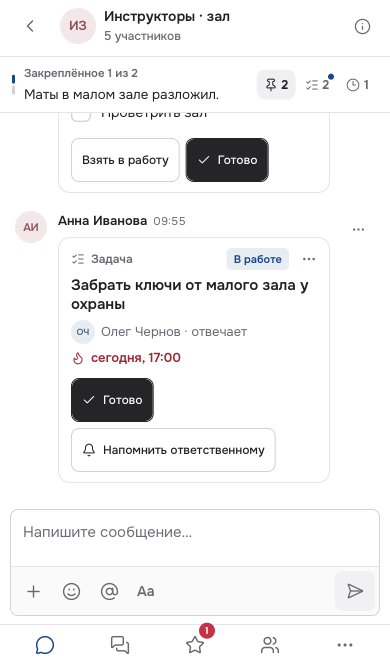 ИЗ
Инструкторы · зал
5 участников
Закреплённое 1 из 2
Маты в малом зале разложил.
2
2
1
Проветрить зал
Взять в работу
Готово
АИ
Анна Иванова 09:55
Задача
В работе
Забрать ключи от малого зала у
охраны
ОЧ Олег Чернов · отвечает
сегодня, 17:00
Готово
Напомнить ответственному
Напишите сообщение...
Aa
1